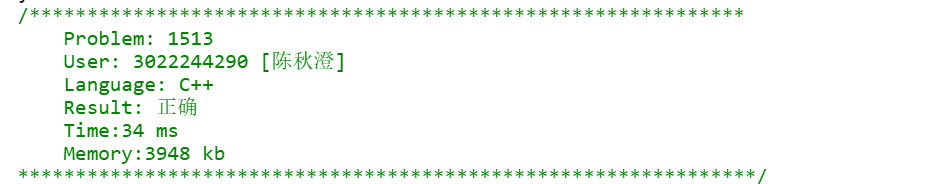 /**************************************************************
Problem: 1513
User: 3022244290 [陈秋澄]
Language: C++
Result: 正确
Time:34 ms
Memory:3948 kb
****************************************************************/